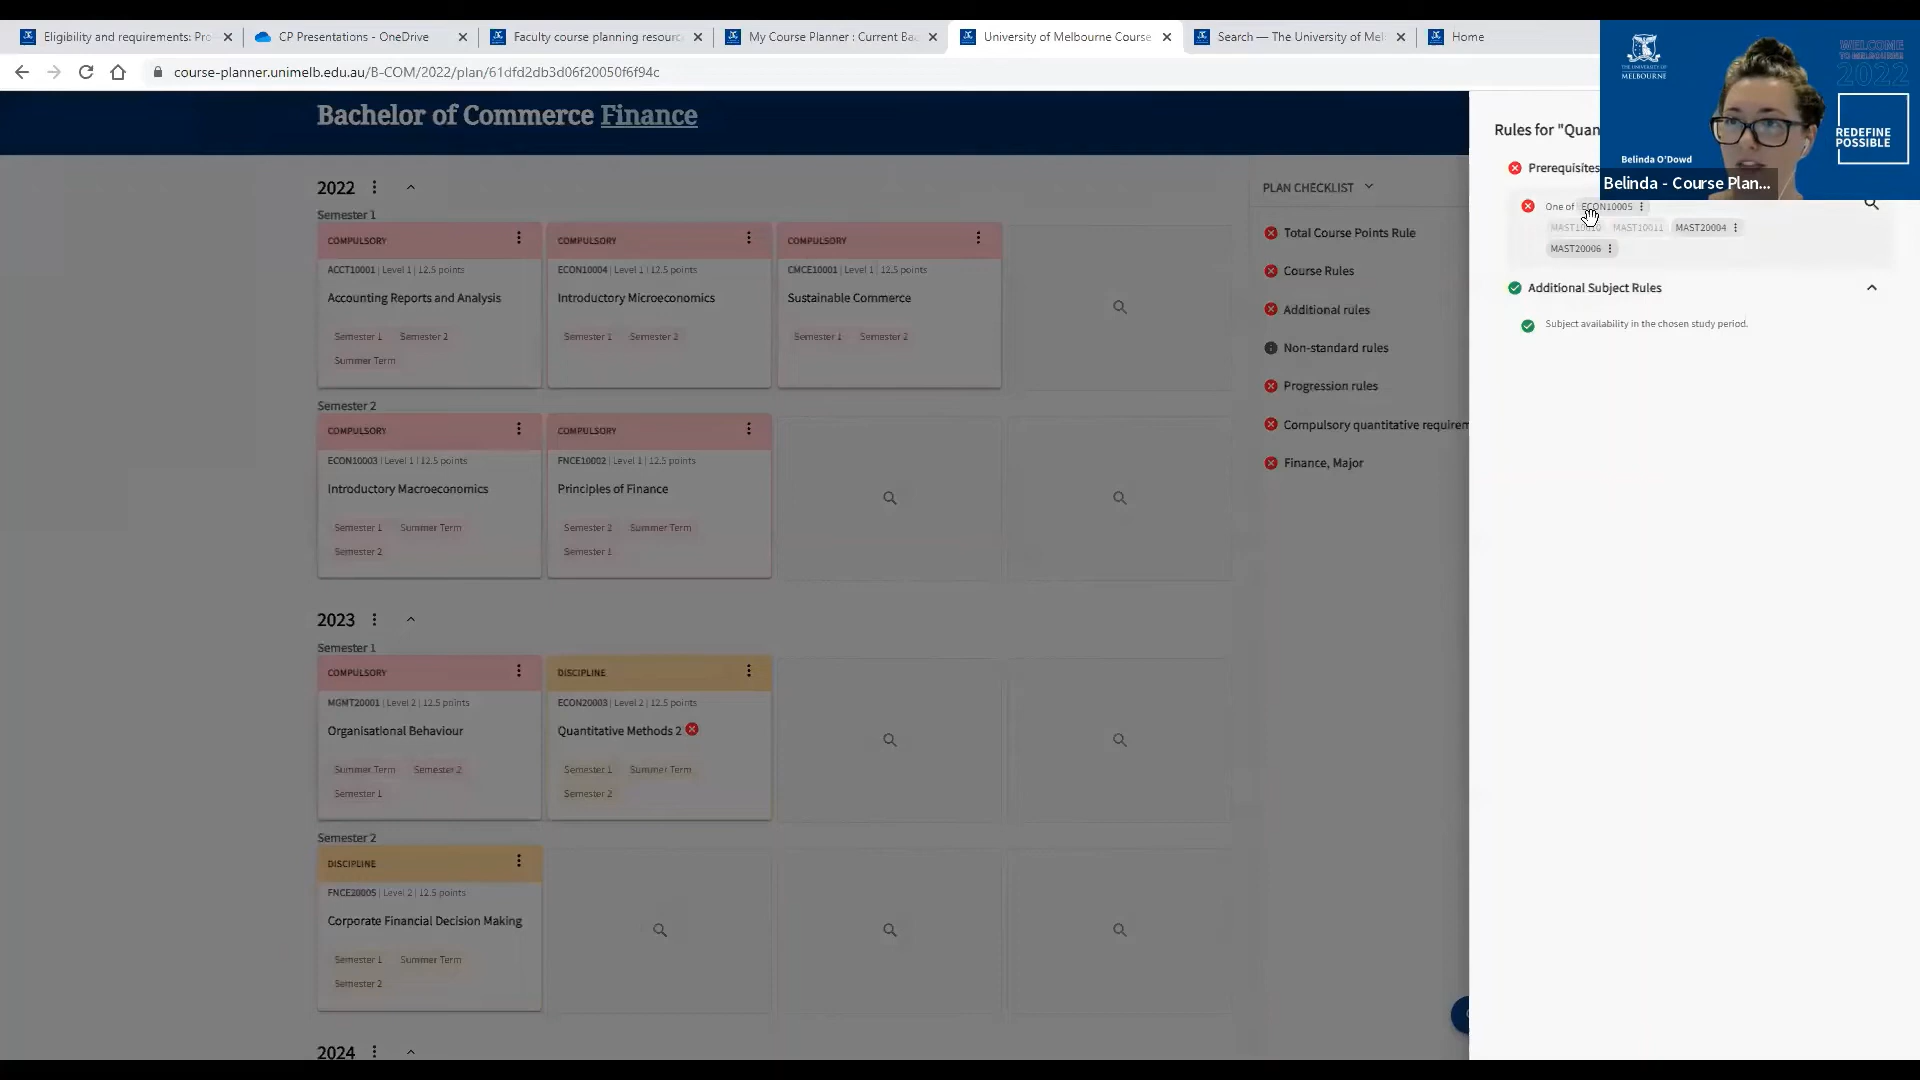 Eligibility and requirements: Pro
CP Presentations - OneDrive
Faculty course planning resourc
My Course Planner : Current Bac
University of Melbourne Course
Search — The University of Mel
Home
course-planner.unimelb.edu.au/B-COM/2022/plan/61dfd2db3d06f20050f6f94c
THE UNIVERSITY OF
MELBOURNE
WELCOME
TO MELBOURNE
2022
REDEFINE
POSSIBLE
Belinda O'Dowd
Belinda - Course Plan...
Bachelor of Commerce Finance
2022
Semester 1
COMPULSORY
ACCT10001 | Level 1 | 12.5 points
Accounting Reports and Analysis
Semester 1 Semester 2
Summer Term
COMPULSORY
ECON10004 | Level 1 | 12.5 points
Introductory Microeconomics
Semester 1 Semester 2
COMPULSORY
CMCE10001 | Level 1 | 12.5 points
Sustainable Commerce
Semester 1 Semester 2
Semester 2
COMPULSORY
ECON10003 | Level 1 | 12.5 points
Introductory Macroeconomics
Semester 1 Summer Term
Semester 2
COMPULSORY
FNCE10002 | Level 1 | 12.5 points
Principles of Finance
Semester 2 Summer Term
Semester 1
2023
Semester 1
COMPULSORY
MGMT20001 | Level 2 | 12.5 points
Organisational Behaviour
Summer Term Semester 2
Semester 1
DISCIPLINE
ECON20003 | Level 2 | 12.5 points
Quantitative Methods 2
Semester 1 Summer Term
Semester 2
Semester 2
DISCIPLINE
FNCE20005 | Level 2 | 12.5 points
Corporate Financial Decision Making
Semester 1 Summer Term
Semester 2
2024
PLAN CHECKLIST
Total Course Points Rule
Course Rules
Additional rules
Non-standard rules
Progression rules
Compulsory quantitative requirem
Finance, Major
Rules for "Quan
Prerequisites
One of ECON10005
MAST10011 MAST20004
MAST20006
Additional Subject Rules
Subject availability in the chosen study period.